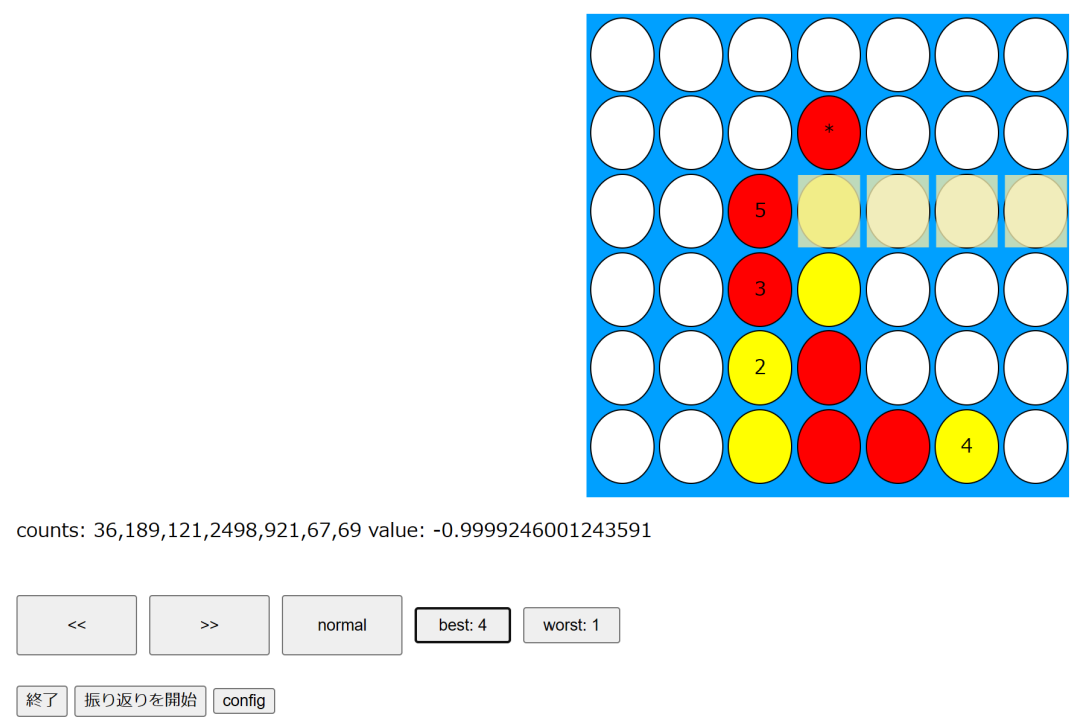 *
5
3
2
4
counts: 36,189,121,2498,921,67,69 value: -0.9999246001243591
<< >> normal best: 4 worst: 1
終了 振り返りを開始 config